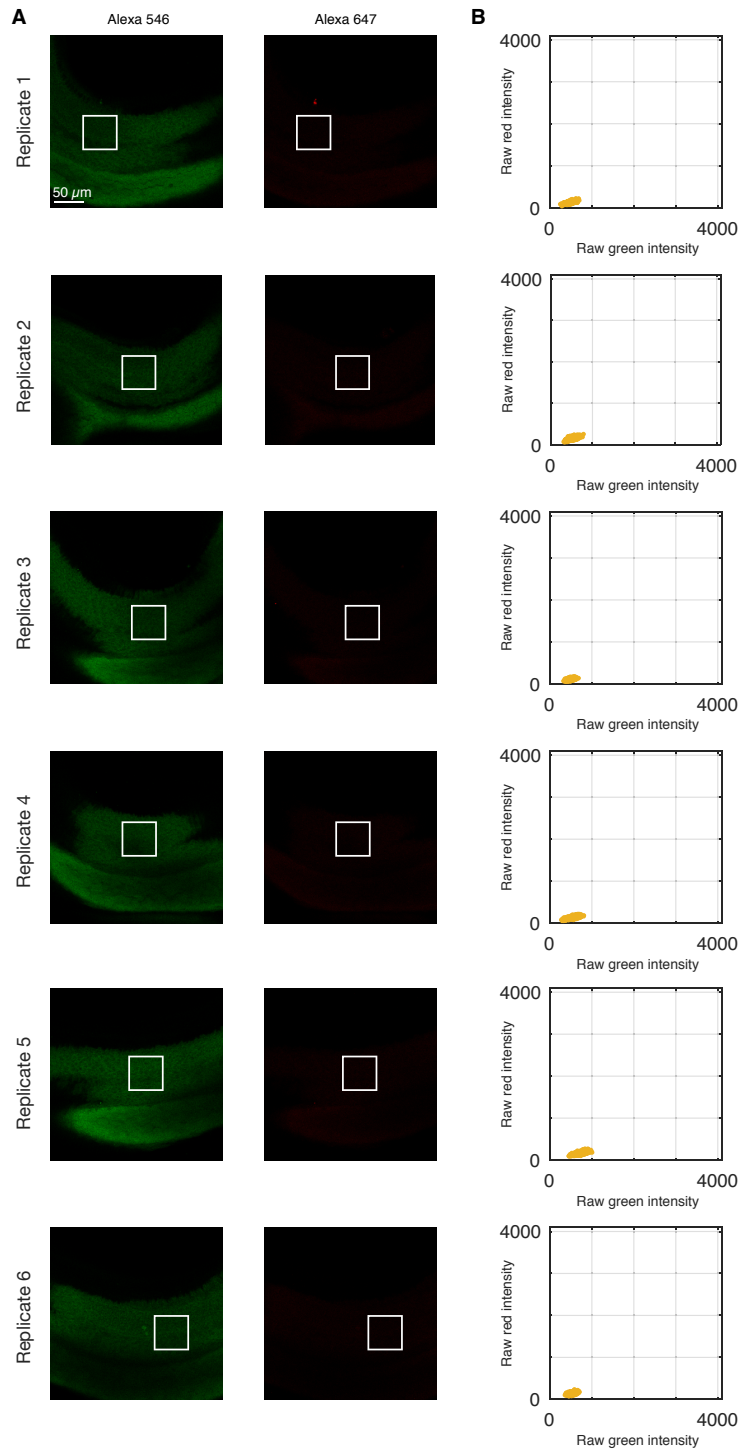 A
Alexa 546
Alexa 647
B
Replicate 1
50 µm
Raw red intensity
4000
0
0
4000
Raw green intensity
Replicate 2
Raw red intensity
4000
0
0
4000
Raw green intensity
Replicate 3
Raw red intensity
4000
0
0
4000
Raw green intensity
Replicate 4
Raw red intensity
4000
0
0
4000
Raw green intensity
Replicate 5
Raw red intensity
4000
0
0
4000
Raw green intensity
Replicate 6
Raw red intensity
4000
0
0
4000
Raw green intensity